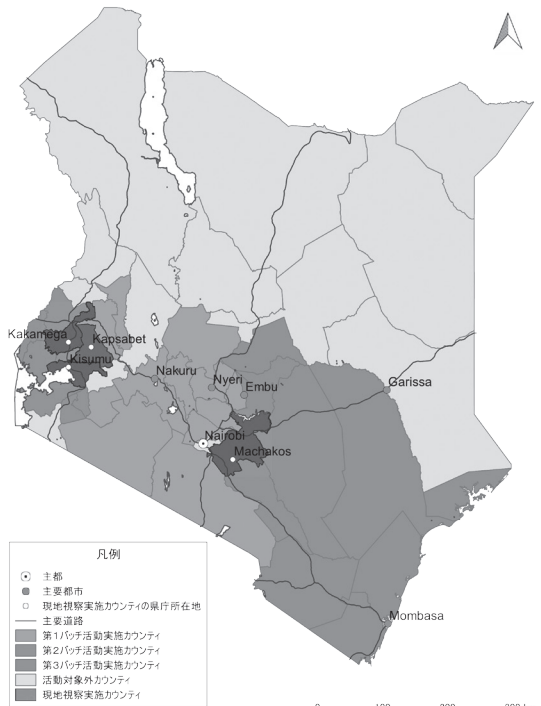 Kakamega
Kapsabet
Kisumu
Nakuru
Nyeri
Embu
Garissa
Nairobi
Machakos
Mombasa
凡例
主都
主要都市
現地視察実施カウンティの県庁所在地
主要道路
第1バッチ活動実施カウンティ
第2バッチ活動実施カウンティ
第3バッチ活動実施カウンティ
活動対象外カウンティ
現地視察実施カウンティ